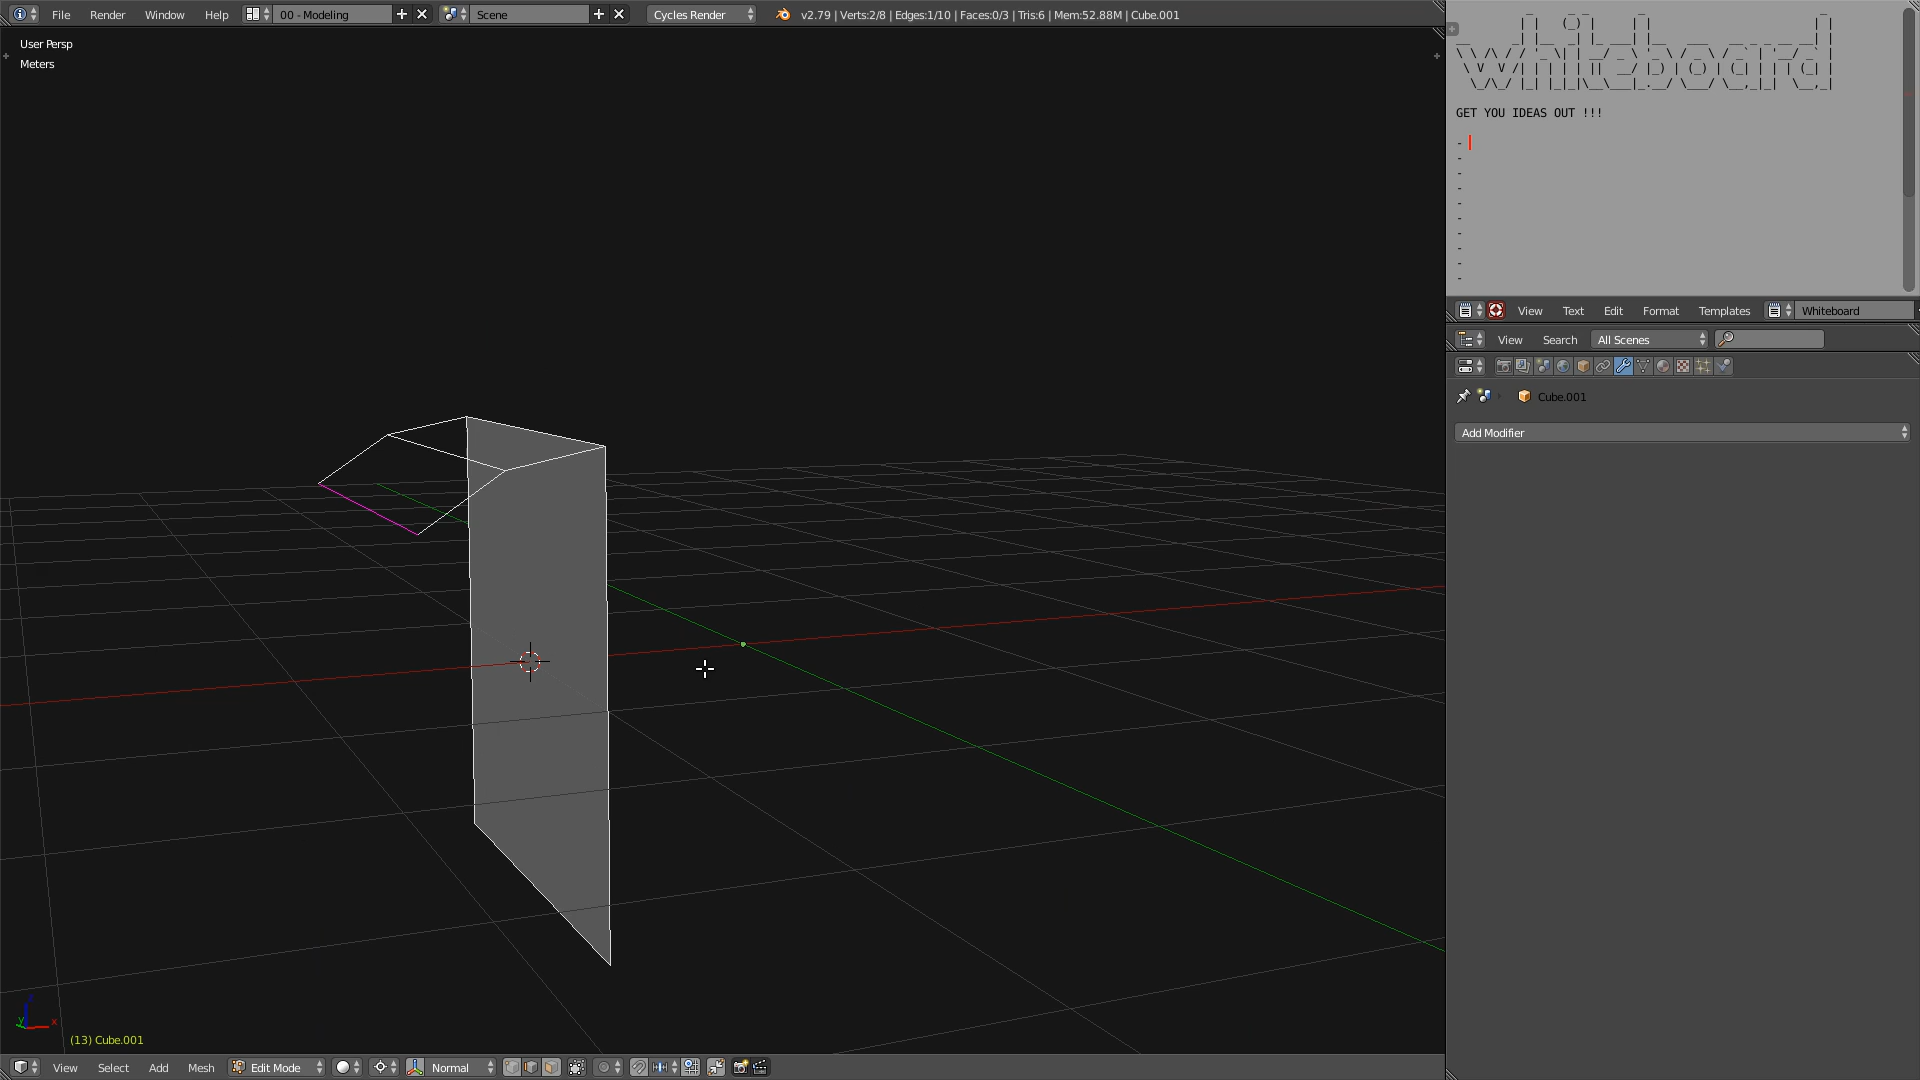 File Render Window Help 00 - Modeling Scene Cycles Render v2.79 | Verts:2/8 | Edges:1/10 | Faces:0/3 | Tris:6 | Mem:52.88M | Cube.001
User Persp
Meters
(13) Cube.001
View Select Add Mesh Edit Mode Normal
whiteboard
GET YOU IDEAS OUT !!!
-
-
-
-
-
-
-
-
-
-
View Text Edit Format Templates Whiteboard
View Search All Scenes
Cube.001
Add Modifier
z
y
x